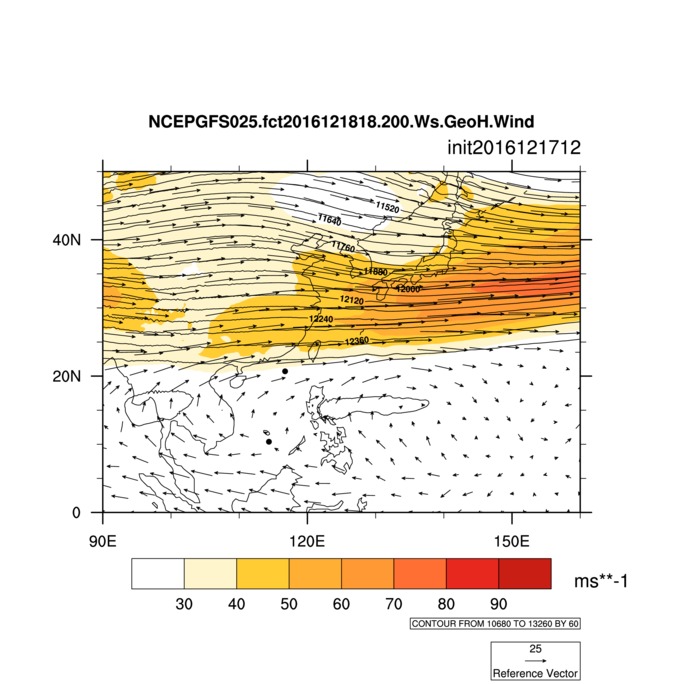 NCEPGFS025.fct2016121818.200.Ws.GeoH.Wind
init2016121712
11520
11640
40N
11760
11880
12000
12120
12240
12360
20N
0
90E 120E 150E
30 40 50 60 70 80 90
ms**-1
CONTOUR FROM 10680 TO 13260 BY 60
25
Reference Vector